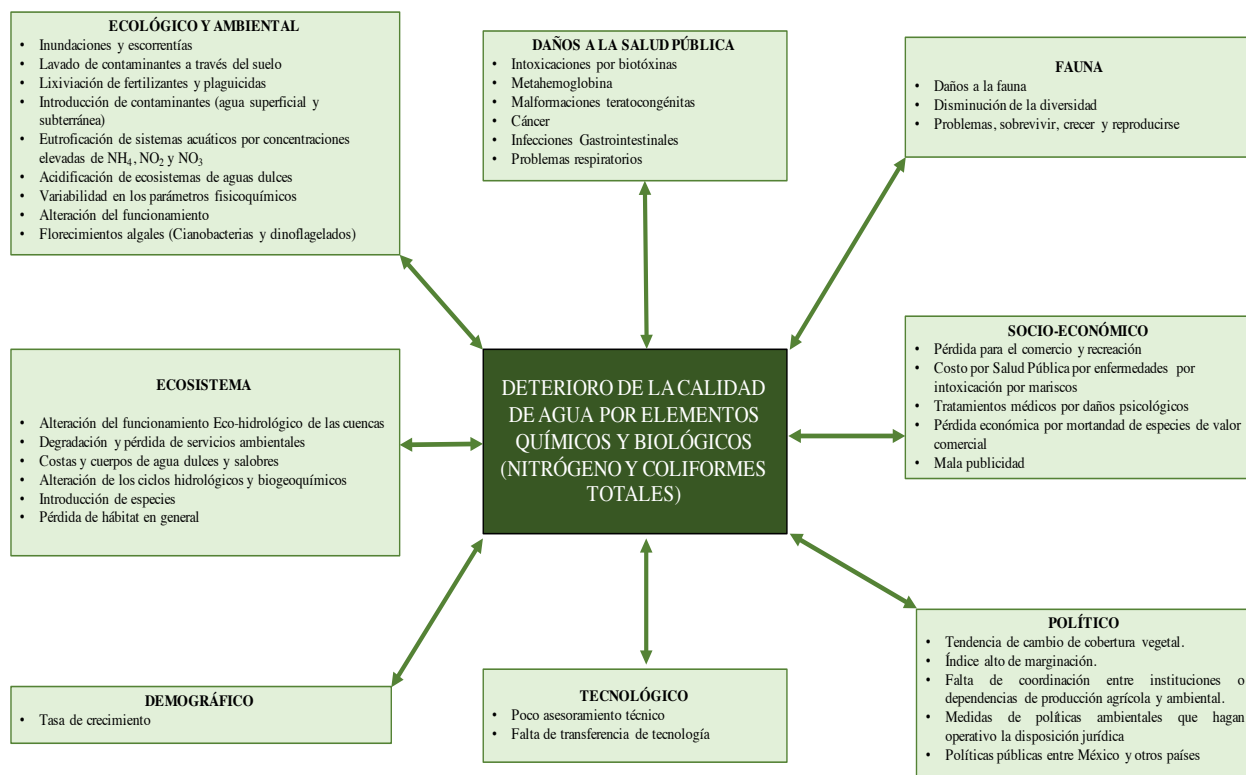 ECOLÓGICO Y AMBIENTAL
• Inundaciones y escorrentías
• Lavado de contaminantes a través del suelo
• Lixiviación de fertilizantes y plaguicidas
• Introducción de contaminantes (agua superficial y
subterránea)
• Eutroficación de sistemas acuáticos por concentraciones
elevadas de NH₄, NO₂ y NO₃
• Acidificación de ecosistemas de aguas dulces
• Variabilidad en los parámetros fisicoquímicos
• Alteración del funcionamiento
• Florecimientos algales (Cianobacterias y dinoflagelados)
DAÑOS A LA SALUD PÚBLICA
• Intoxicaciones por biotóxinas
• Metahemoglobina
• Malformaciones teratocongénitas
• Cáncer
• Infecciones Gastrointestinales
• Problemas respiratorios
FAUNA
• Daños a la fauna
• Disminución de la diversidad
• Problemas, sobrevivir, crecer y reproducirse
ECOSISTEMA
• Alteración del funcionamiento Eco-hidrológico de las cuencas
• Degradación y pérdida de servicios ambientales
• Costas y cuerpos de agua dulces y salobres
• Alteración de los ciclos hidrológicos y biogeoquímicos
• Introducción de especies
• Pérdida de hábitat en general
DETERIORO DE LA CALIDAD
DE AGUA POR ELEMENTOS
QUÍMICOS Y BIOLÓGICOS
(NITRÓGENO Y COLIFORMES
TOTALES)
SOCIO-ECONÓMICO
• Pérdida para el comercio y recreación
• Costo por Salud Pública por enfermedades por
intoxicación por mariscos
• Tratamientos médicos por daños psicológicos
• Pérdida económica por mortandad de especies de valor
comercial
• Mala publicidad
DEMOGRÁFICO
• Tasa de crecimiento
TECNOLÓGICO
• Poco asesoramiento técnico
• Falta de transferencia de tecnología
POLÍTICO
• Tendencia de cambio de cobertura vegetal.
• Índice alto de marginación.
• Falta de coordinación entre instituciones o
dependencias de producción agrícola y ambiental.
• Medidas de políticas ambientales que hagan
operativo la disposición jurídica
• Políticas públicas entre México y otros países